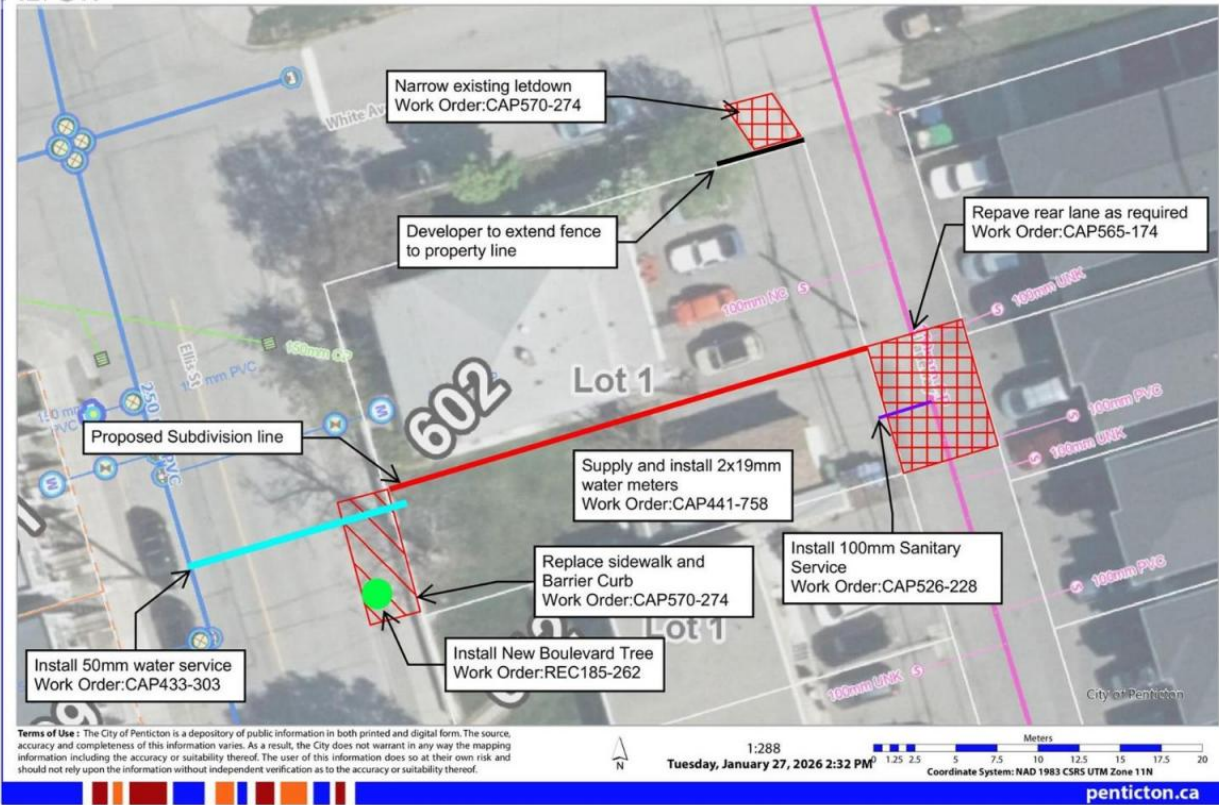 Narrow existing letdown
Work Order:CAP570-274
White Av
Developer to extend fence
to property line
Repave rear lane as required
Work Order:CAP565-174
100mm NC
S
S
100mm UNK
150mm CP
Ellis St
mm PVC
250
PVC
M
M
602
Lot 1
Proposed Subdivision line
Supply and install 2x19mm
water meters
Work Order:CAP441-758
S
100mm PVC
S
100mm UNK
Install 100mm Sanitary
Service
Work Order:CAP526-228
Replace sidewalk and
Barrier Curb
Work Order:CAP570-274
S
100mm PVC
Lot 1
Install New Boulevard Tree
Work Order:REC185-262
Install 50mm water service
Work Order:CAP433-303
100mm UNK
S
City of Penticton
Terms of Use : The City of Penticton is a depository of public information in both printed and digital form. The source,
accuracy and completeness of this information varies. As a result, the City does not warrant in any way the mapping
information including the accuracy or suitability thereof. The user of this information does so at their own risk and
should not rely upon the information without independent verification as to the accuracy or suitability thereof.
N
1:288
Tuesday, January 27, 2026 2:32 PM
Meters
0 1.25 2.5 5 7.5 10 12.5 15 17.5 20
Coordinate System: NAD 1983 CSRS UTM Zone 11N
penticton.ca